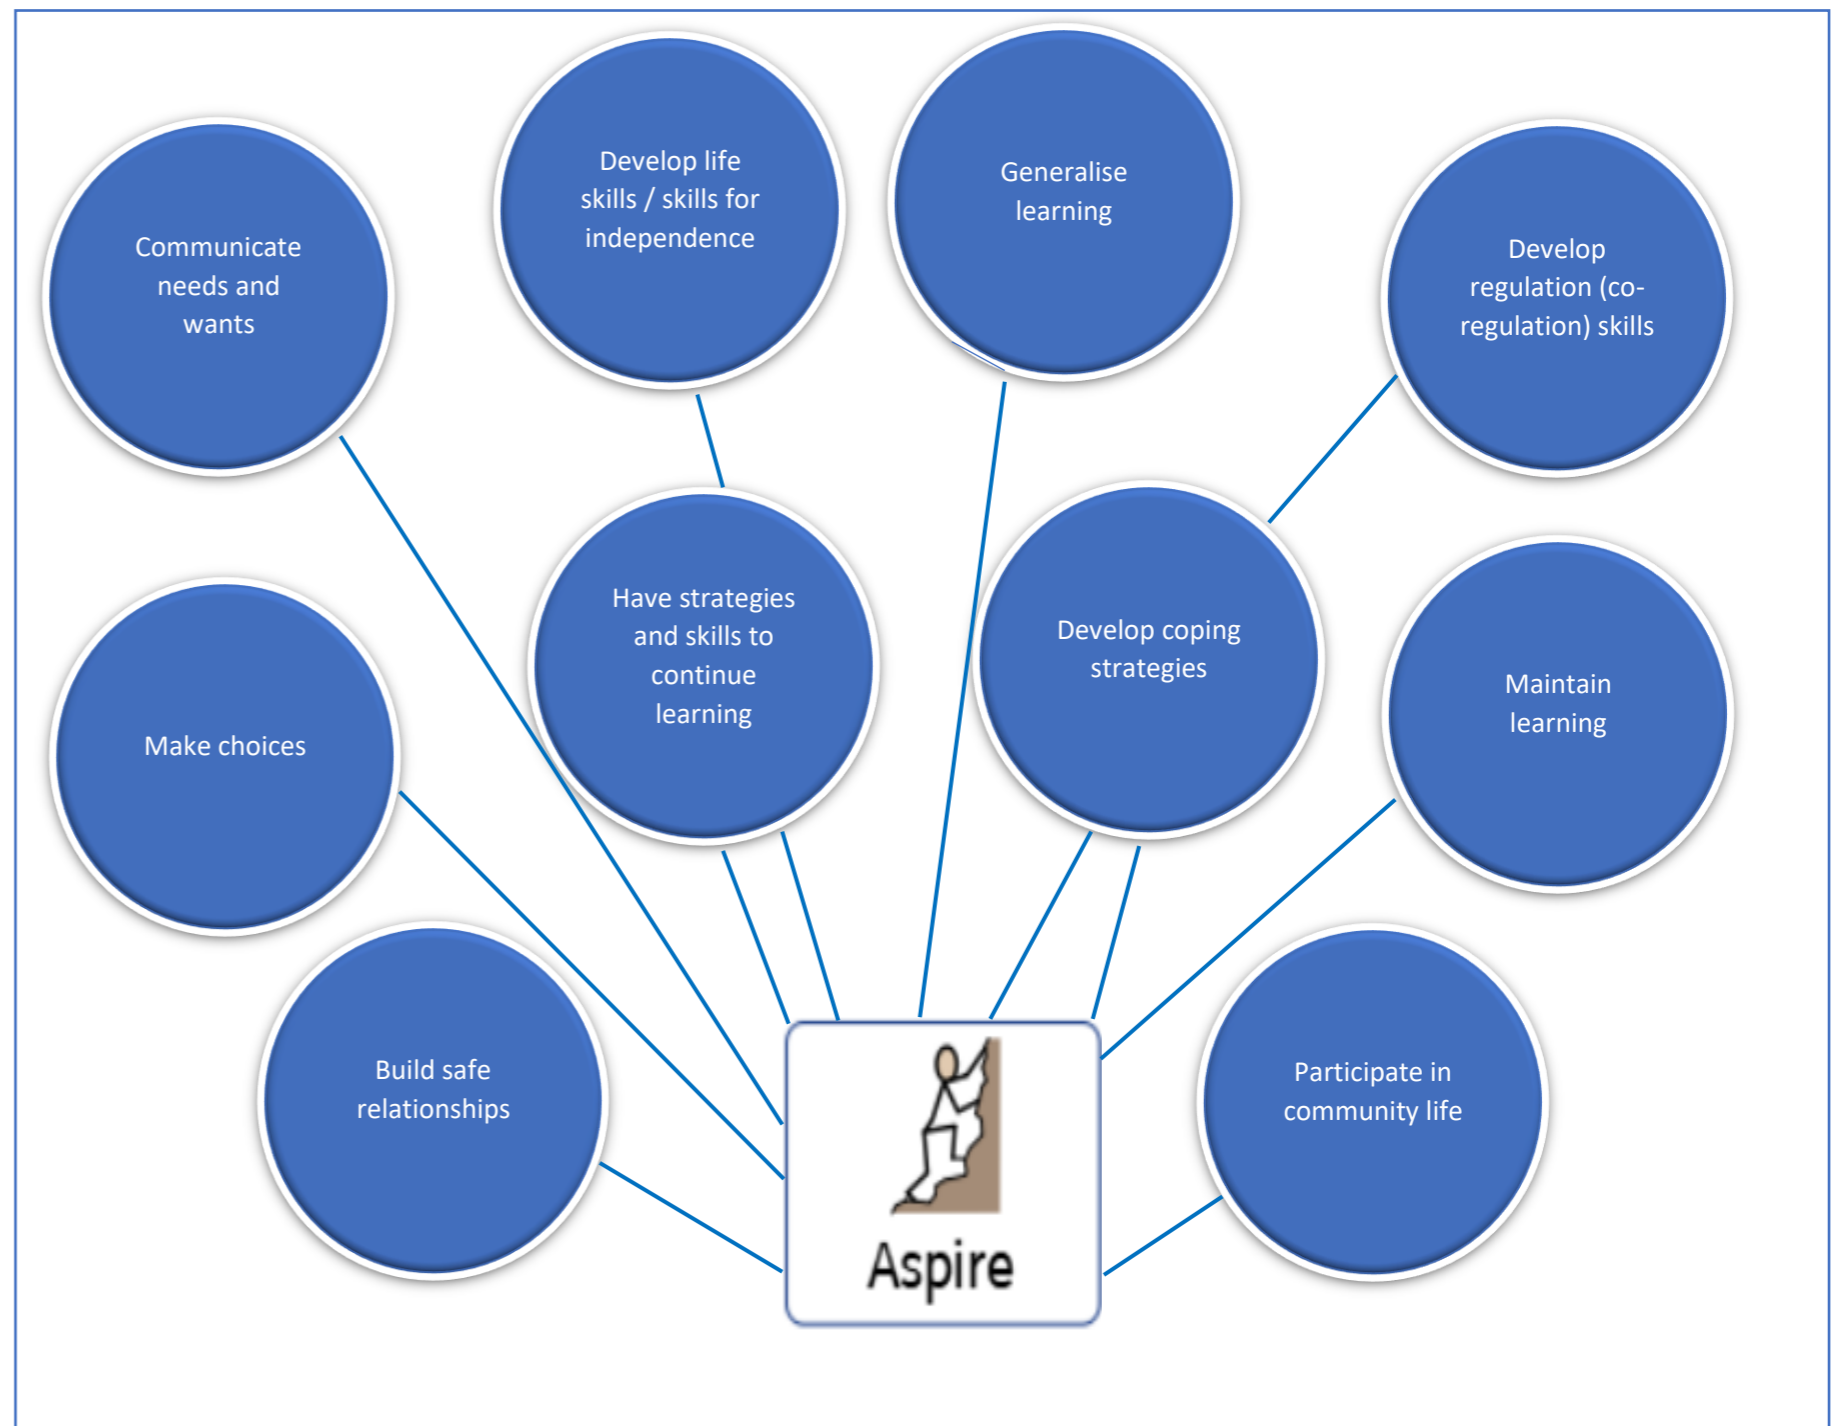 Develop life
skills / skills for
independence
Generalise
learning
Communicate
needs and
wants
Develop
regulation (co-
regulation) skills
Have strategies
and skills to
continue
learning
Develop coping
strategies
Maintain
learning
Make choices
Build safe
relationships
Participate in
community life
Aspire